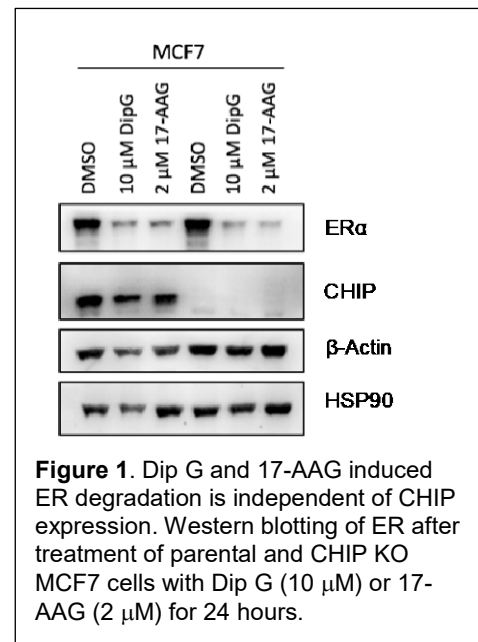 MCF7
DMSO
10 µM DipG
2 µM 17-AAG
DMSO
10 µM DipG
2 µM 17-AAG
ERα
CHIP
β-Actin
HSP90
Figure 1. Dip G and 17-AAG induced
ER degradation is independent of CHIP
expression. Western blotting of ER after
treatment of parental and CHIP KO
MCF7 cells with Dip G (10 µM) or 17-
AAG (2 µM) for 24 hours.